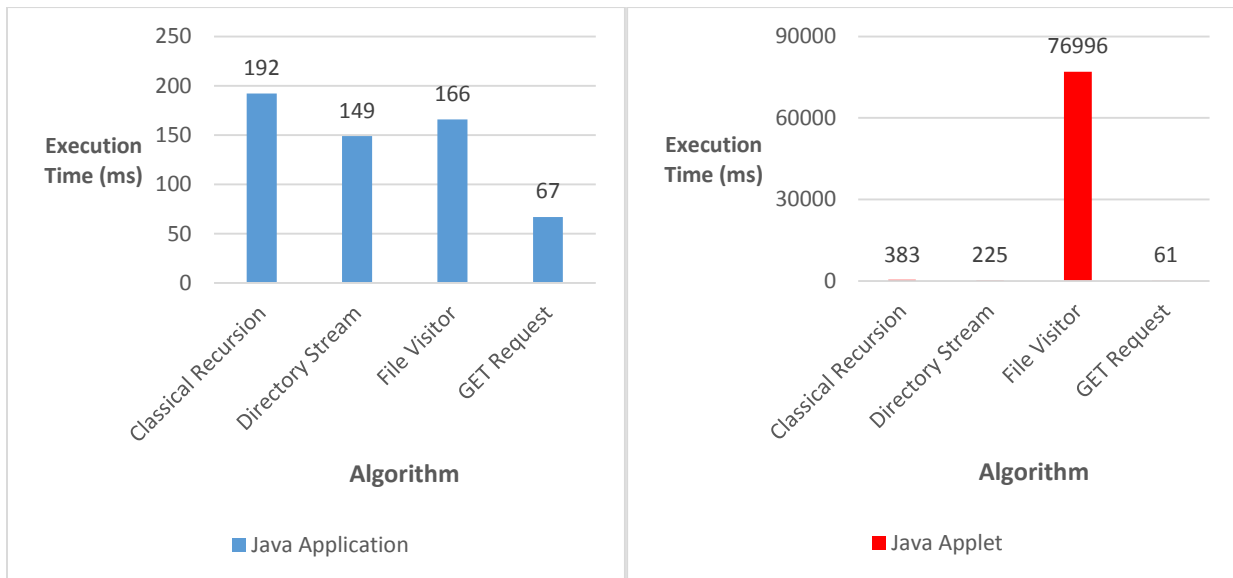 250
200
150
100
50
0
192
149
166
67
Execution
Time (ms)
Classical Recursion
Directory Stream
File Visitor
GET Request
Algorithm
Java Application
90000
60000
30000
0
383
225
76996
61
Execution
Time (ms)
Classical Recursion
Directory Stream
File Visitor
GET Request
Algorithm
Java Applet